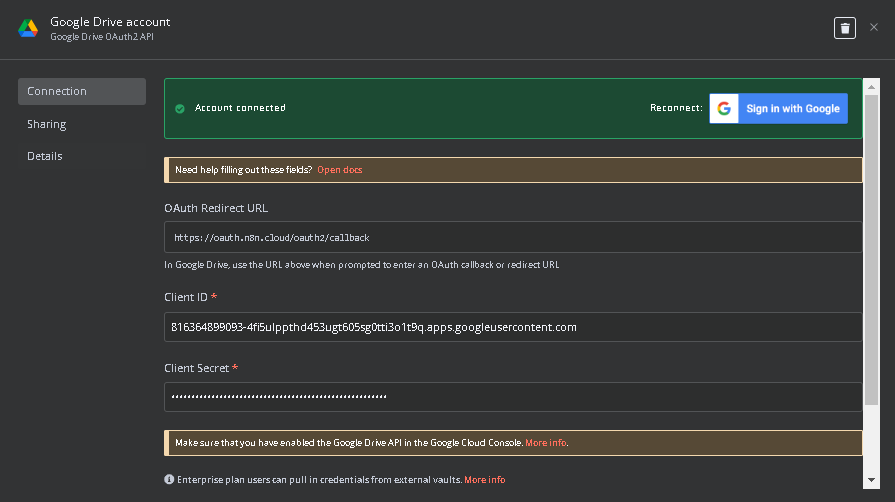 Google Drive account
Google Drive OAuth2 API
Connection
Sharing
Details
Account connected
Reconnect:
Sign in with Google
Need help filling out these fields? Open docs
OAuth Redirect URL
https://oauth.n8n.cloud/oauth2/callback
In Google Drive, use the URL above when prompted to enter an OAuth callback or redirect URL
Client ID *
816364899093-4fi5ulppthd453ugt605sg0tti3o1t9q.apps.googleusercontent.com
Client Secret *
Make sure that you have enabled the Google Drive API in the Google Cloud Console. More info.
Enterprise plan users can pull in credentials from external vaults. More info